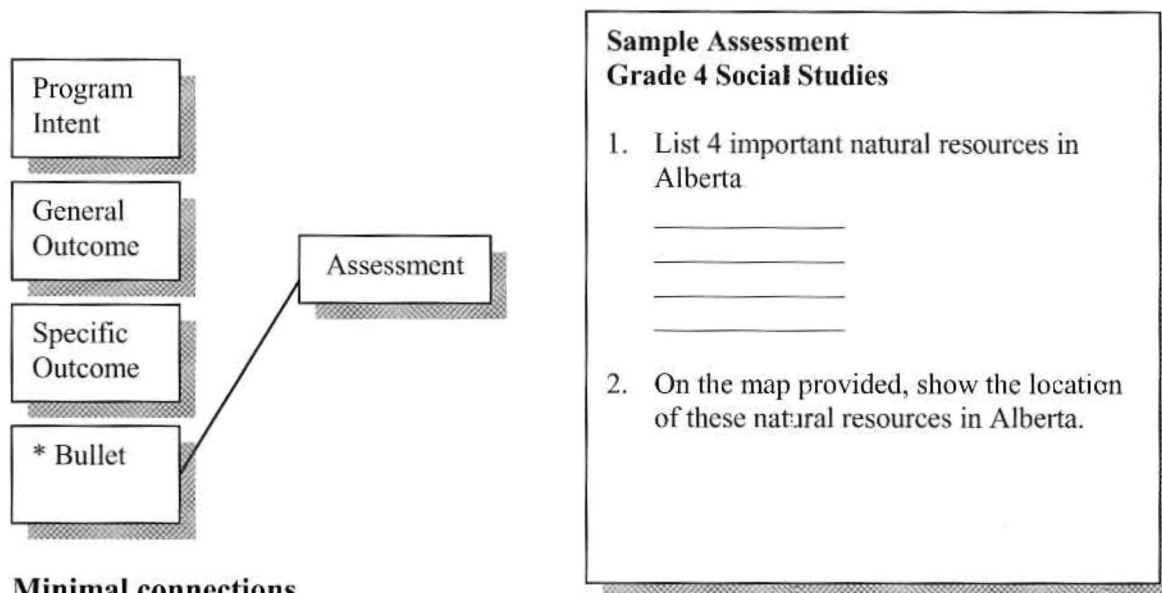 Program
Intent
General
Outcome
Specific
Outcome
* Bullet
Assessment
Minimal connections
Sample Assessment
Grade 4 Social Studies
1. List 4 important natural resources in
Alberta
2. On the map provided, show the location
of these natural resources in Alberta.